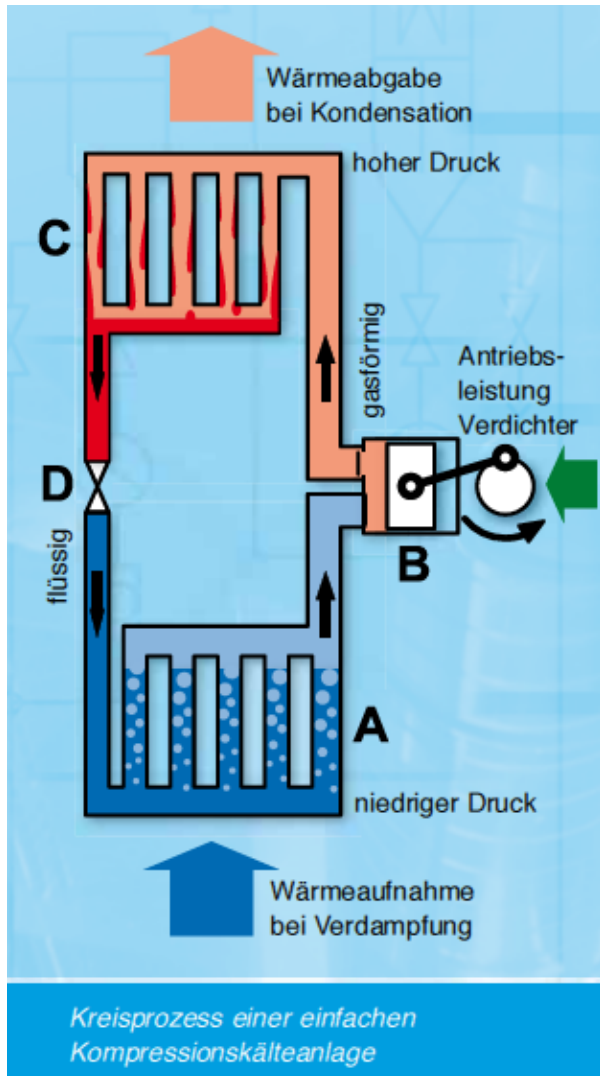 Wärmeabgabe
bei Kondensation
hoher Druck
C
gasförmig
Antriebs-
leistung
Verdichter
D
B
flüssig
A
niedriger Druck
Wärmeaufnahme
bei Verdampfung
Kreisprozess einer einfachen
Kompressionskälteanlage